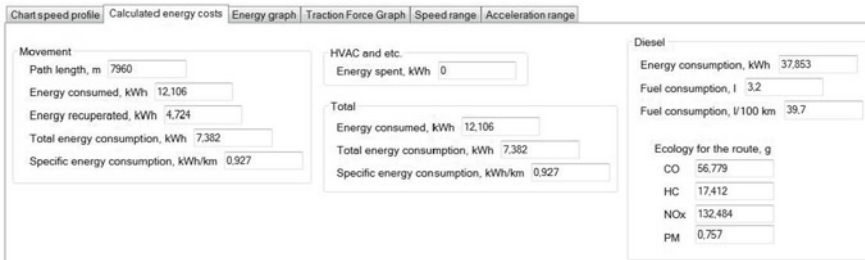 Chart speed profile Calculated energy costs Energy graph Traction Force Graph Speed range Acceleration range
Movement
Path length, m 7960
Energy consumed, kWh 12,106
Energy recuperated, kWh 4,724
Total energy consumption, kWh 7,382
Specific energy consumption, kWh/km 0,927
HVAC and etc.
Energy spent, kWh 0
Total
Energy consumed, kWh 12,106
Total energy consumption, kWh 7,382
Specific energy consumption, kWh/km 0,927
Diesel
Energy consumption, kWh 37,853
Fuel consumption, l 3,2
Fuel consumption, l/100 km 39,7
Ecology for the route, g
CO 56,779
HC 17,412
NOx 132,484
PM 0,757